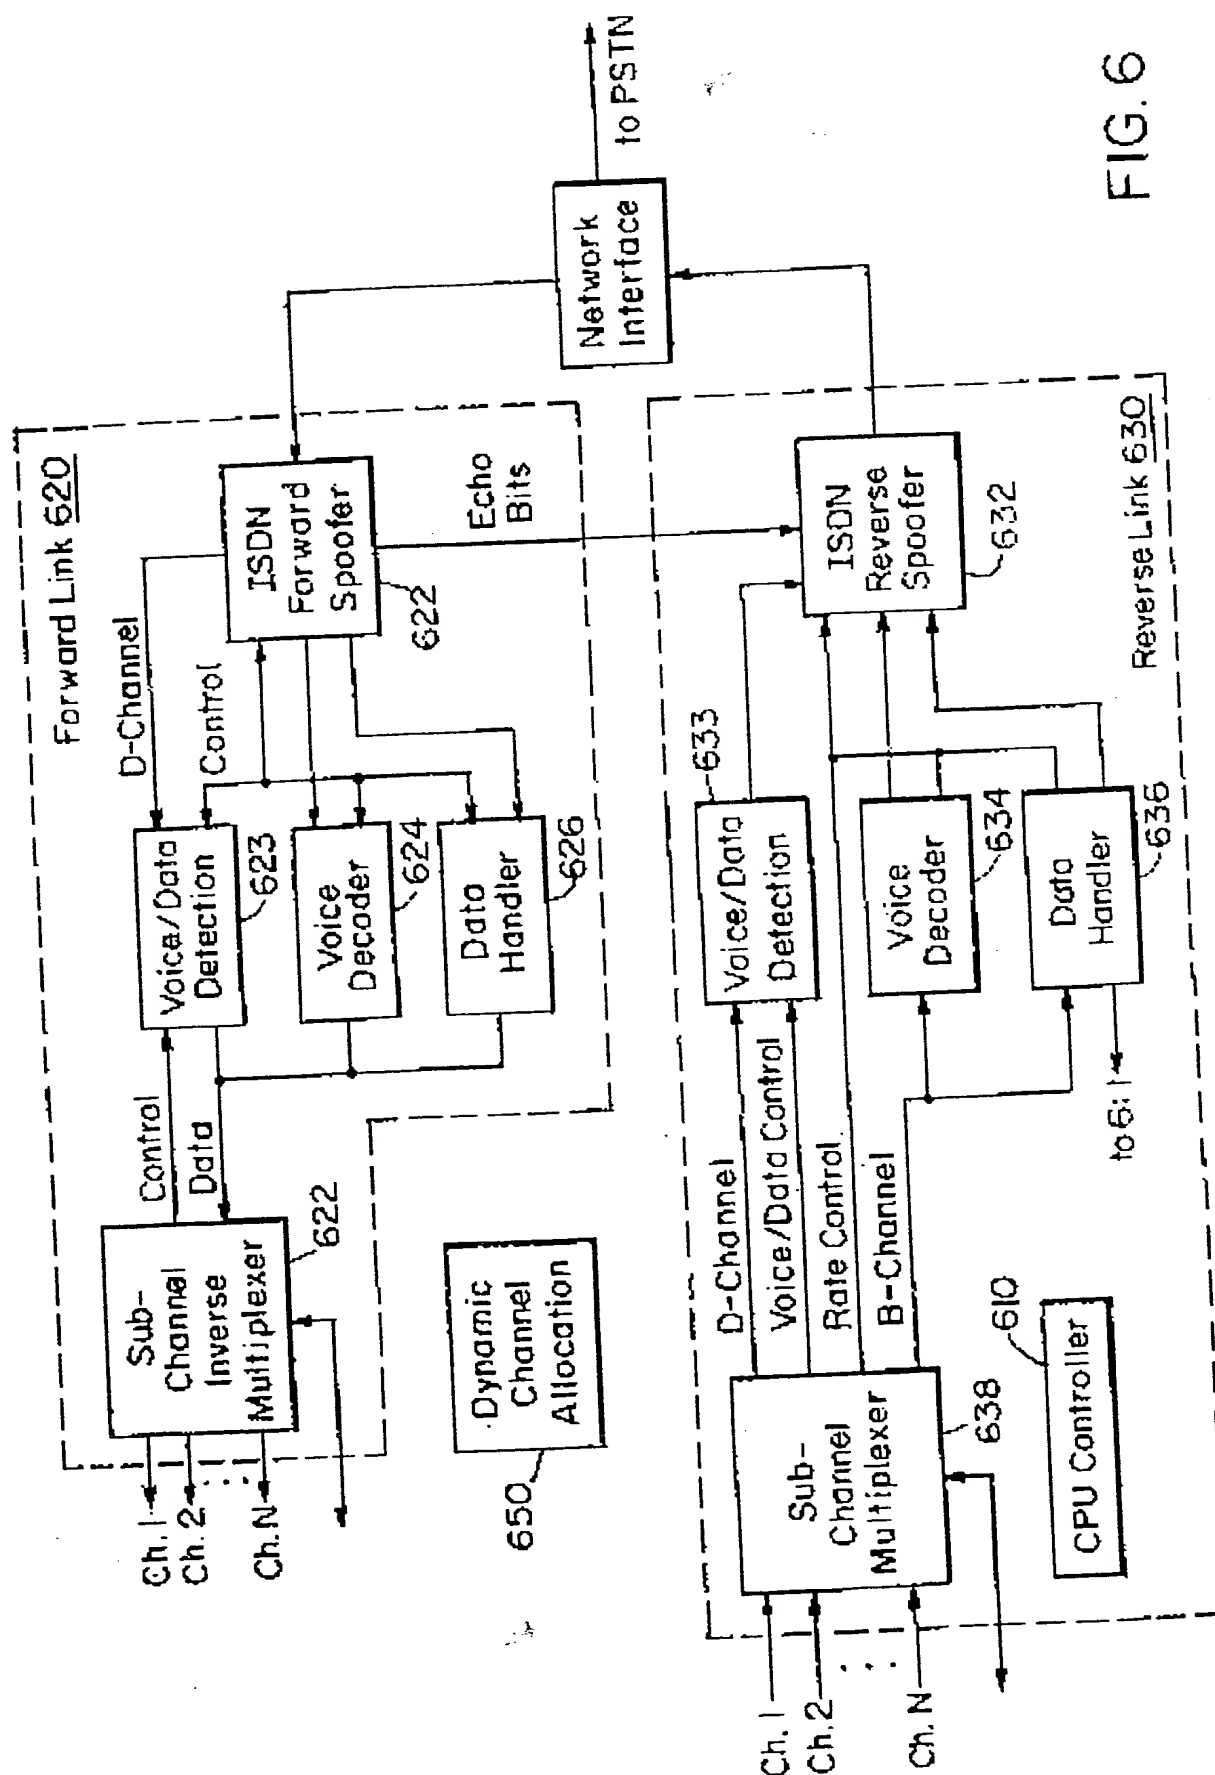 Forward Link 620
Ch. 1
Ch. 2
Ch. N
Sub-
Channel
Inverse
Multiplexer
622
Control
Data
Voice/Data
Detection
623
D-Channel
Control
Voice
Decoder
624
Data
Handler
626
ISDN
Forward
Spoofer
622
Echo
Bits
Network
Interface
to PSTN
Dynamic
Channel
Allocation
650
Ch. 1
Ch. 2
Ch. N
Sub-
Channel
Multiplexer
638
D-Channel
Voice/Data Control
Rate Control
B-Channel
Voice/Data
Detection
633
Voice
Decoder
634
Data
Handler
636
to 6:1
ISDN
Reverse
Spoofer
632
CPU Controller
610
Reverse Link 630
FIG. 6